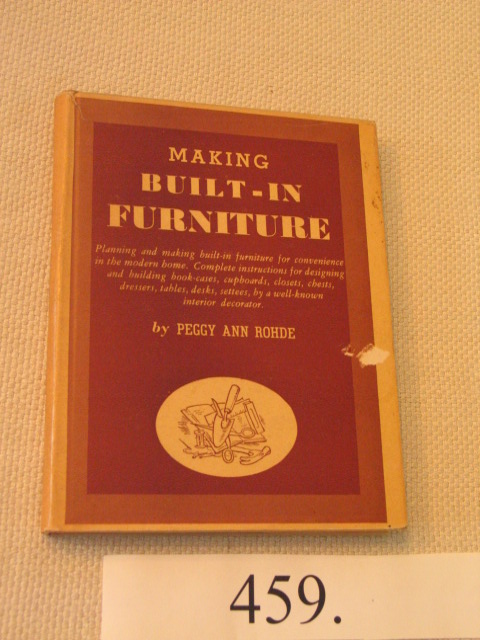 MAKING
BUILT-IN
FURNITURE
Planning and making built-in furniture for convenience
in the modern home. Complete instructions for designing
and building book-cases, cupboards, closets, chests,
dressers, tables, desks, settees, by a well-known
interior decorator.
by PEGGY ANN ROHDE
459.